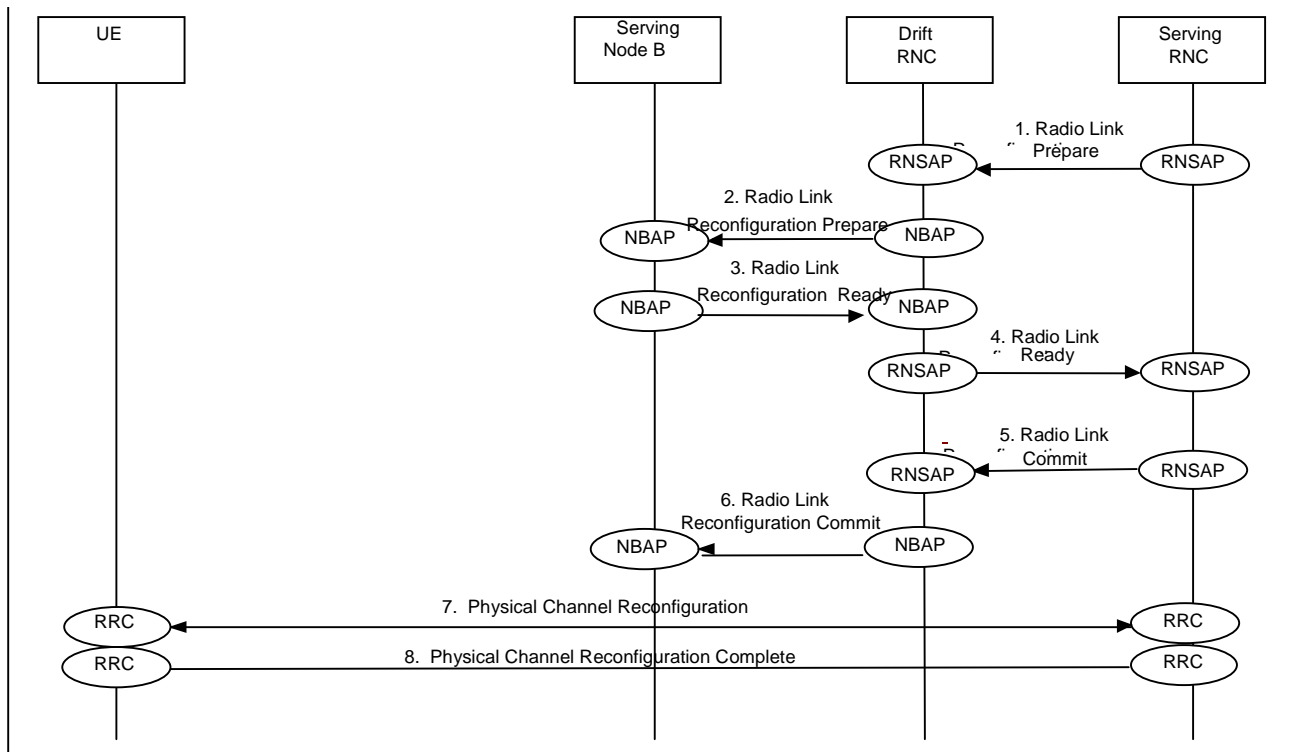 UE
Serving
Node B
Drift
RNC
Serving
RNC
1. Radio Link
Prepare
RNSAP
RNSAP
2. Radio Link
Reconfiguration Prepare
NBAP
NBAP
3. Radio Link
Reconfiguration Ready
NBAP
NBAP
4. Radio Link
Ready
RNSAP
RNSAP
5. Radio Link
Commit
RNSAP
RNSAP
6. Radio Link
Reconfiguration Commit
NBAP
NBAP
7. Physical Channel Reconfiguration
RRC
RRC
8. Physical Channel Reconfiguration Complete
RRC
RRC